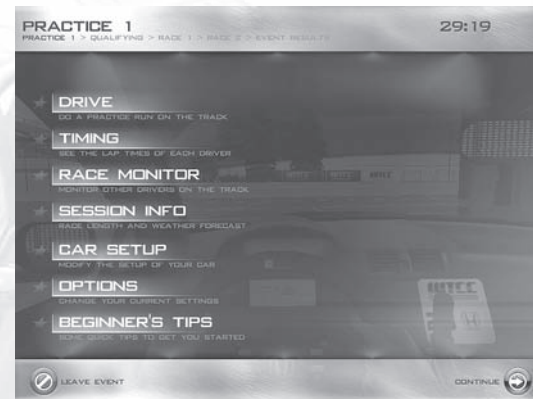 PRACTICE 1
29:19
PRACTICE 1 > QUALIFYING > RACE 1 > RACE 2 > EVENT RESULTS
DRIVE
DO A PRACTICE RUN ON THE TRACK
TIMING
SEE THE LAP TIMES OF EACH DRIVER
RACE MONITOR
MONITOR OTHER DRIVERS ON THE TRACK
SESSION INFO
RACE LENGTH AND WEATHER FORECAST
CAR SETUP
MODIFY THE SETUP OF YOUR CAR
OPTIONS
CHANGE YOUR CURRENT SETTINGS
BEGINNER'S TIPS
SOME QUICK TIPS TO GET YOU STARTED
LEAVE EVENT
CONTINUE